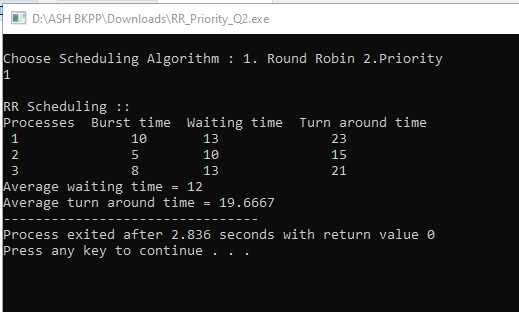 D:\ASH BKPP\Downloads\RR_Priority_Q2.exe
Choose Scheduling Algorithm : 1. Round Robin 2.Priority
1
RR Scheduling ::
Processes  Burst time  Waiting time  Turn around time
1              10       13              23
2              5        10              15
3              8        13              21
Average waiting time = 12
Average turn around time = 19.6667
--------------------------------
Process exited after 2.836 seconds with return value 0
Press any key to continue . . .